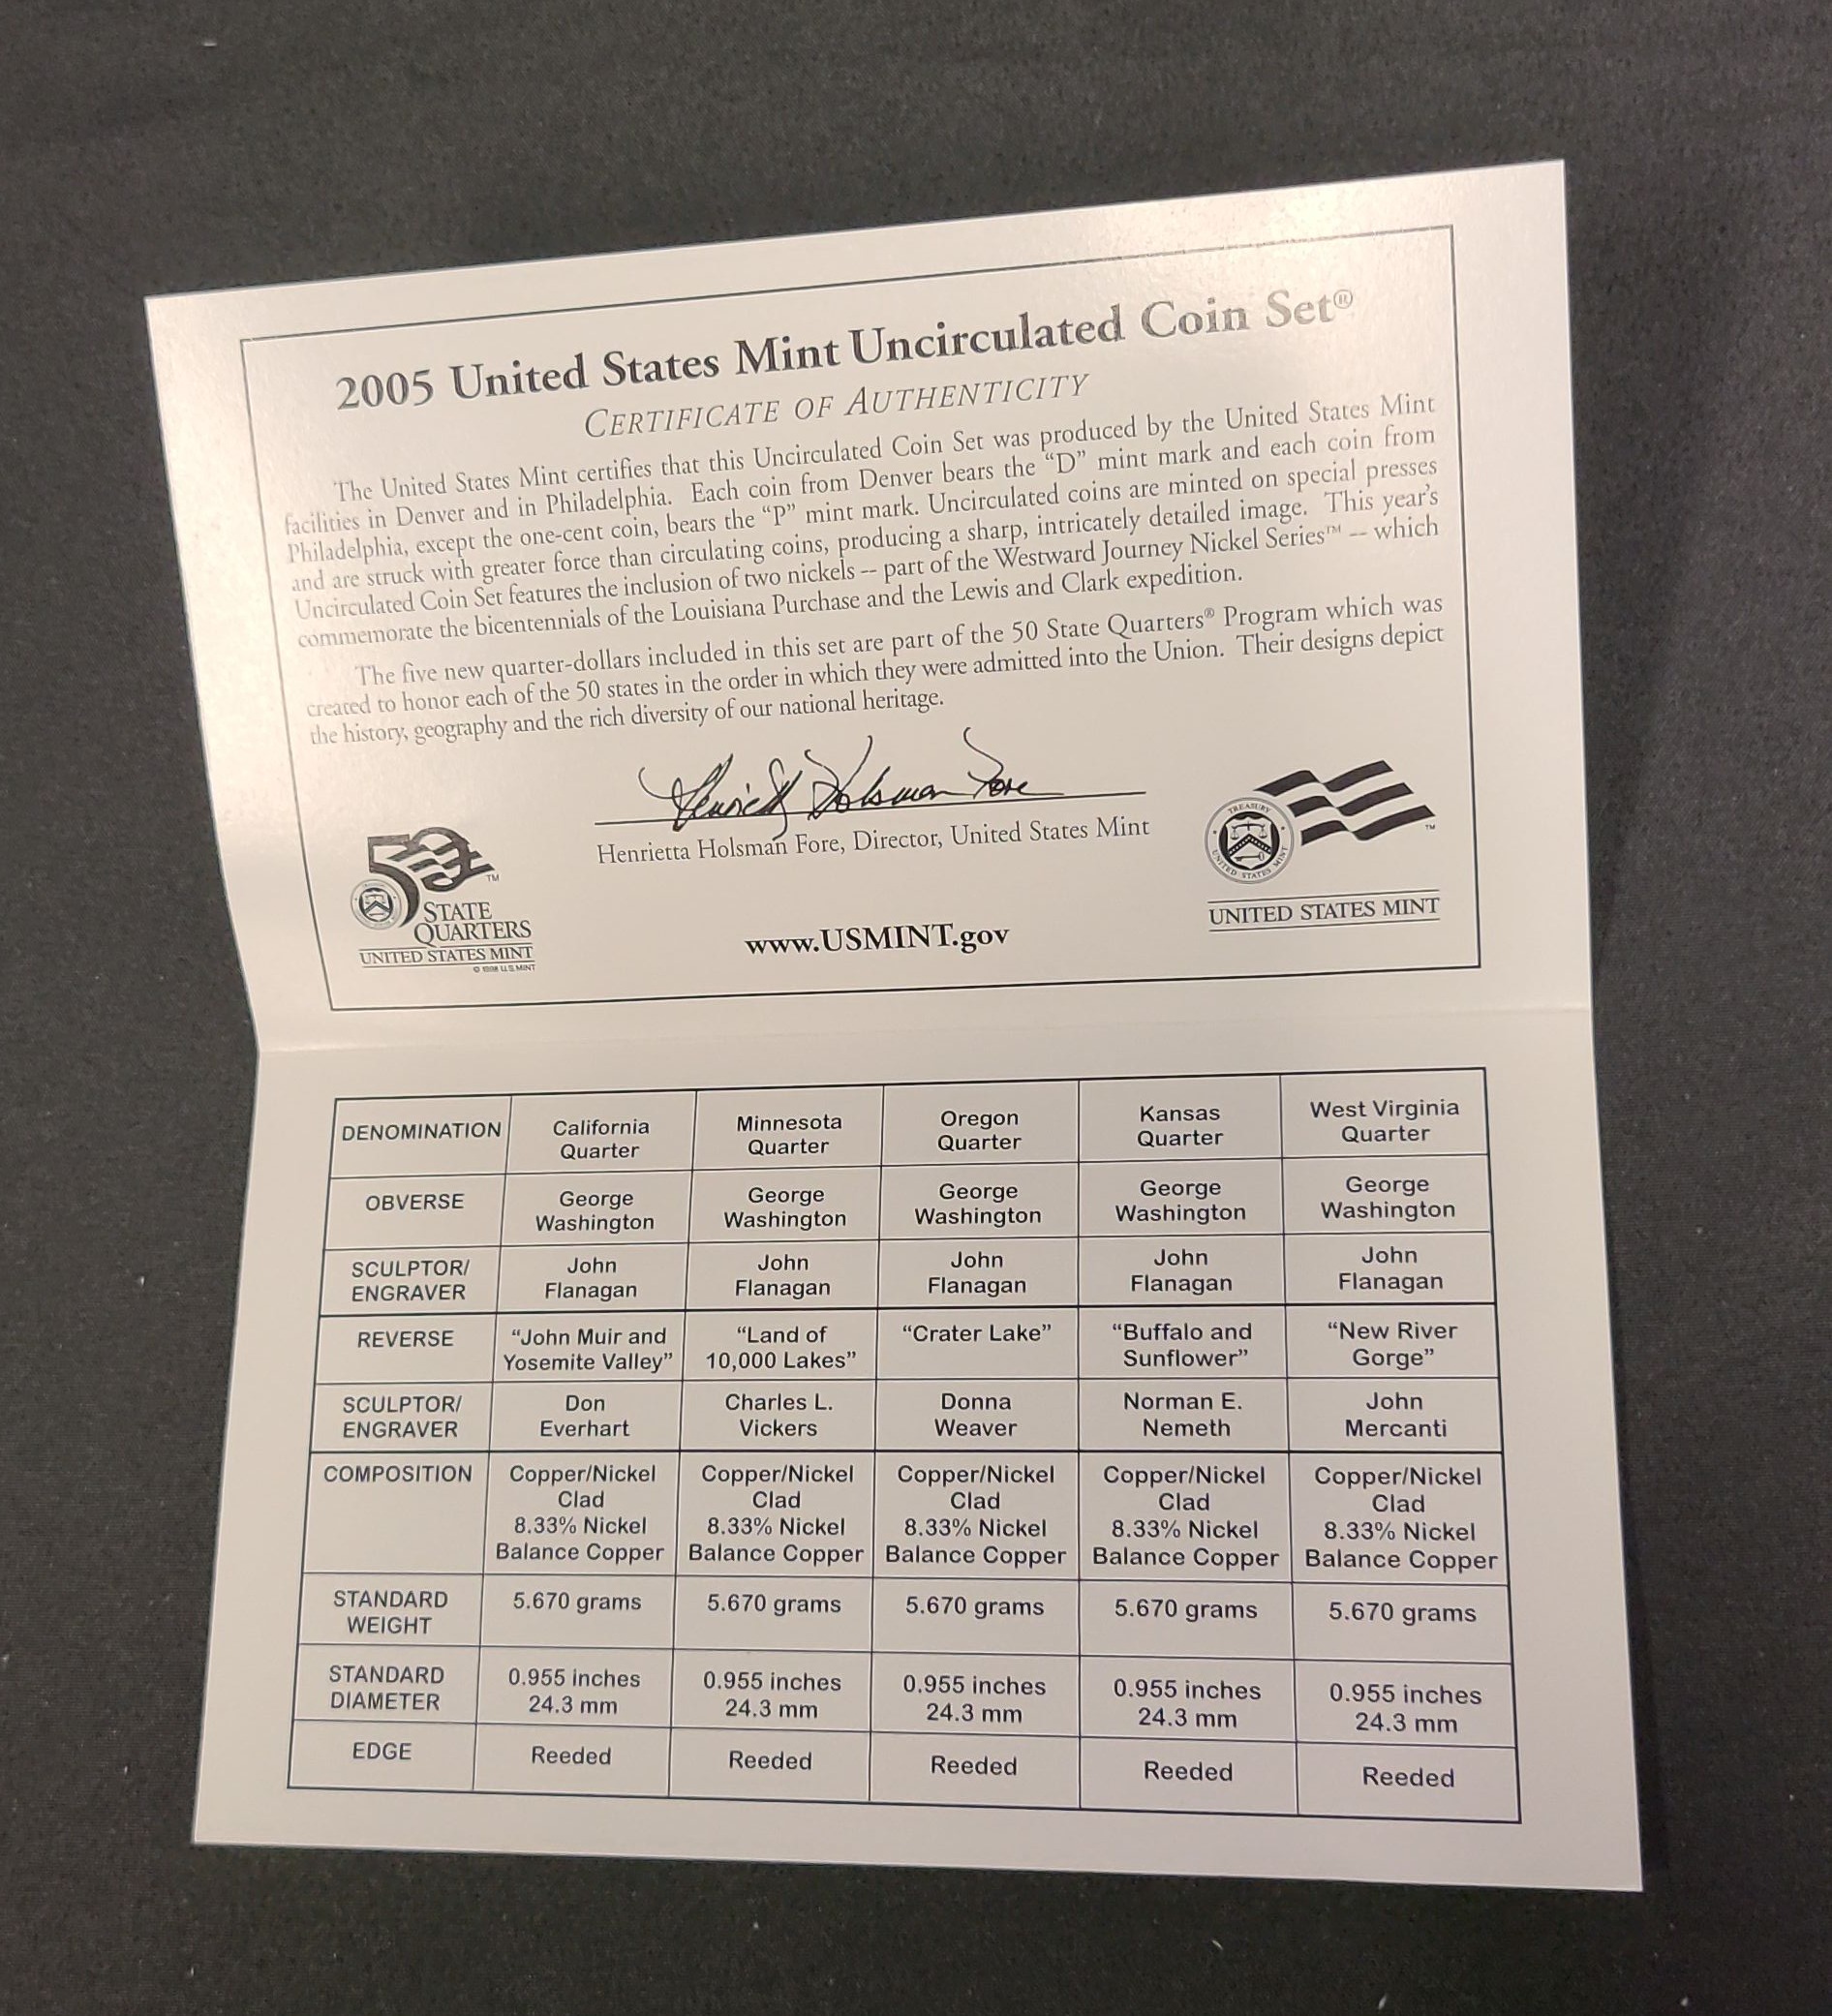 2005 United States Mint Uncirculated Coin Set®
CERTIFICATE OF AUTHENTICITY
The United States Mint certifies that this Uncirculated Coin Set was produced by the United States Mint
facilities in Denver and in Philadelphia. Each coin from Denver bears the “D” mint mark and each coin from
Philadelphia, except the one-cent coin, bears the “P” mint mark. Uncirculated coins are minted on special presses
and are struck with greater force than circulating coins, producing a sharp, intricately detailed image. This year’s
Uncirculated Coin Set features the inclusion of two nickels -- part of the Westward Journey Nickel Series™ -- which
commemorate the bicentennials of the Louisiana Purchase and the Lewis and Clark expedition.
The five new quarter-dollars included in this set are part of the 50 State Quarters® Program which was
created to honor each of the 50 states in the order in which they were admitted into the Union. Their designs depict
the history, geography and the rich diversity of our national heritage.
Henrietta Holsman Fore
Henrietta Holsman Fore, Director, United States Mint
50 ™
STATE
QUARTERS
UNITED STATES MINT
© 1998 U.S. MINT
www.USMINT.gov
TREASURY
UNITED STATES MINT
™
UNITED STATES MINT
DENOMINATION California Quarter Minnesota Quarter Oregon Quarter Kansas Quarter West Virginia Quarter
OBVERSE George Washington George Washington George Washington George Washington George Washington
SCULPTOR/ENGRAVER John Flanagan John Flanagan John Flanagan John Flanagan John Flanagan
REVERSE “John Muir and Yosemite Valley” “Land of 10,000 Lakes” “Crater Lake” “Buffalo and Sunflower” “New River Gorge”
SCULPTOR/ENGRAVER Don Everhart Charles L. Vickers Donna Weaver Norman E. Nemeth John Mercanti
COMPOSITION Copper/Nickel Copper/Nickel Copper/Nickel Copper/Nickel Copper/Nickel
Clad Clad Clad Clad Clad
8.33% Nickel 8.33% Nickel 8.33% Nickel 8.33% Nickel 8.33% Nickel
Balance Copper Balance Copper Balance Copper Balance Copper Balance Copper
STANDARD WEIGHT 5.670 grams 5.670 grams 5.670 grams 5.670 grams 5.670 grams
STANDARD 0.955 inches 0.955 inches 0.955 inches 0.955 inches 0.955 inches
DIAMETER 24.3 mm 24.3 mm 24.3 mm 24.3 mm 24.3 mm
EDGE Reeded Reeded Reeded Reeded Reeded